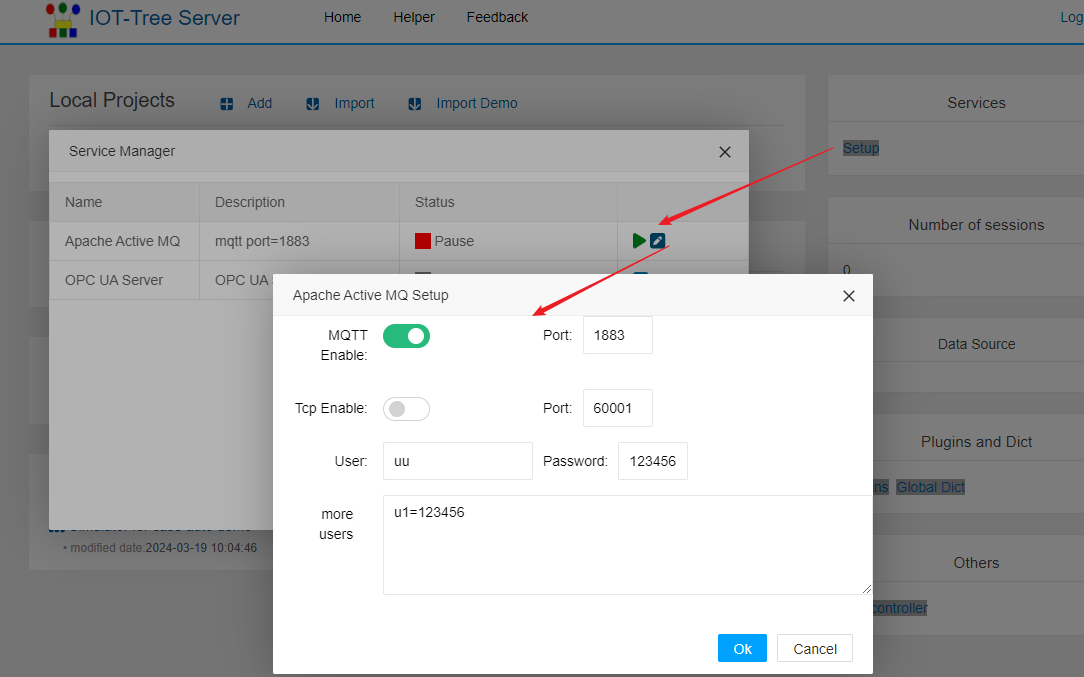 IOT-Tree Server Home Helper Feedback Log
Local Projects Add Import Import Demo
Services
Setup
Service Manager
Name Description Status
Apache Active MQ mqtt port=1883 Pause
OPC UA Server OPC UA
Number of sessions
0
Data Source
Plugins and Dict
ns Global Dict
Others
controller
modified date:2024-03-19 10:04:46
Apache Active MQ Setup
MQTT Enable: Port: 1883
Tcp Enable: Port: 60001
User: uu Password: 123456
more users u1=123456
Ok Cancel